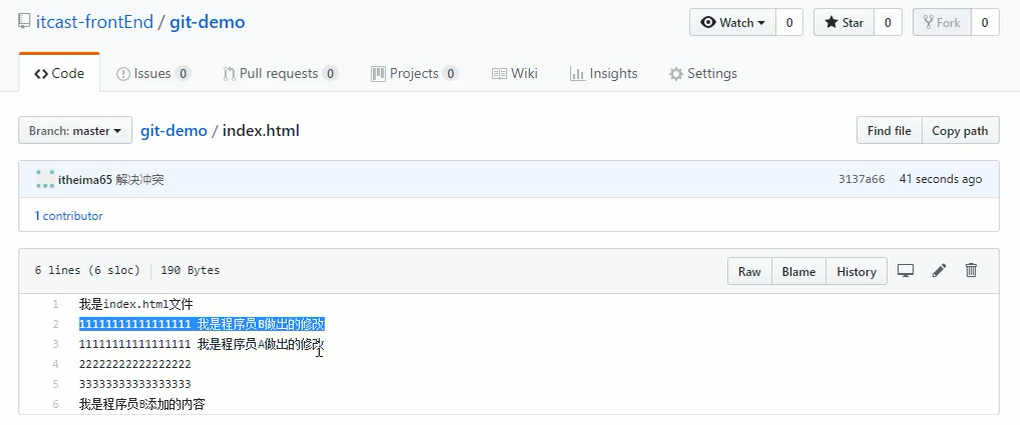 itcast-frontEnd / git-demo
Watch 0 Star 0 Fork 0
Code Issues 0 Pull requests 0 Projects 0 Wiki Insights Settings
Branch: master git-demo / index.html Find file Copy path
itheima65 解决冲突 3137a66 41 seconds ago
1 contributor
6 lines (6 sloc) 190 Bytes Raw Blame History
1 我是index.html文件
2 11111111111111111 我是程序员B做出的修改
3 11111111111111111 我是程序员A做出的修改
4 22222222222222222
5 33333333333333333
6 我是程序员B添加的内容